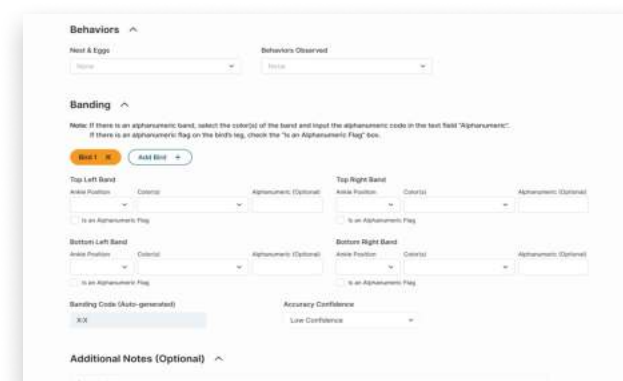 Behaviors
Nest & Eggs Behaviors Observed
None None
Banding
Note: If there is an alphanumeric band, select the color(s) of the band and input the alphanumeric code in the text field "Alphanumeric".
If there is an alphanumeric flag on the bird's leg, check the "Is an Alphanumeric Flag" box.
Bird 1 X Add Bird +
Top Left Band Top Right Band
Ankle Position Color(s) Alphanumeric (Optional) Ankle Position Color(s) Alphanumeric (Optional)
Is an Alphanumeric Flag Is an Alphanumeric Flag
Bottom Left Band Bottom Right Band
Ankle Position Color(s) Alphanumeric (Optional) Ankle Position Color(s) Alphanumeric (Optional)
Is an Alphanumeric Flag Is an Alphanumeric Flag
Banding Code (Auto-generated) Accuracy Confidence
X:X Low Confidence
Additional Notes (Optional)